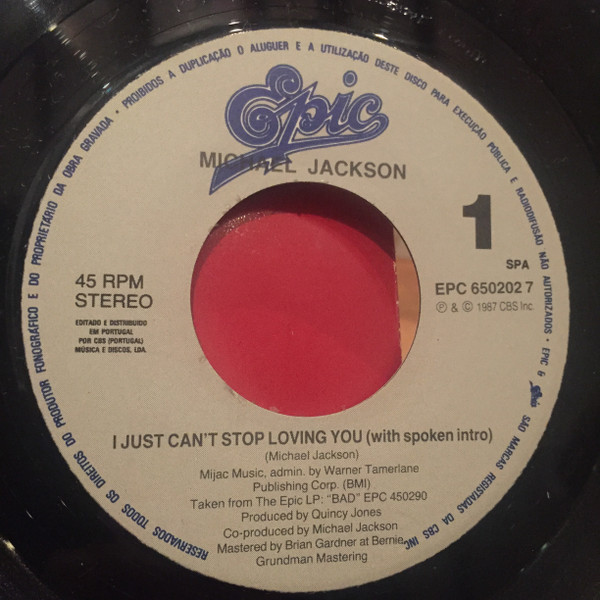 Epic
MICHAEL JACKSON
1
SPA
45 RPM
STEREO
EPC 650202 7
Ⓟ & © 1987 CBS Inc.
EDITADO E DISTRIBUIDO
EM PORTUGAL
POR CBS (PORTUGAL)
MÚSICA E DISCOS, LDA.
I JUST CAN'T STOP LOVING YOU (with spoken intro)
(Michael Jackson)
Mijac Music, admin. by Warner Tamerlane
Publishing Corp. (BMI)
Taken from The Epic LP: "BAD" EPC 450290
Produced by Quincy Jones
Co-produced by Michael Jackson
Mastered by Brian Gardner at Bernie
Grundman Mastering
RESERVADOS TODOS OS DIREITOS DO PRODUTOR FONOGRÁFICO E DO PROPRIETÁRIO DA OBRA GRAVADA • PROIBIDOS A DUPLICAÇÃO O ALUGUER E A UTILIZAÇÃO DESTE DISCO PARA EXECUÇÃO PÚBLICA E RADIODIFUSÃO NÃO AUTORIZADOS • EPIC & Epic SÃO MARCAS REGISTADAS DA CBS INC